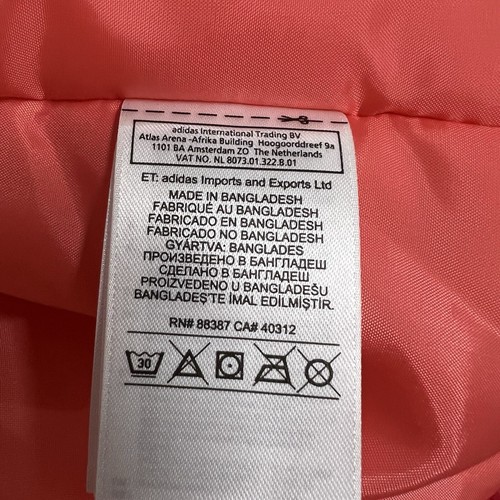 adidas International Trading BV
Atlas Arena -Afrika Building Hoogoorddreef 9a
1101 BA Amsterdam ZO The Netherlands
VAT NO. NL 8073.01.322.B.01
ET: adidas Imports and Exports Ltd
MADE IN BANGLADESH
FABRIQUÉ AU BANGLADESH
FABRICADO EN BANGLADESH
FABRICADO NO BANGLADESH
GYÁRTVA: BANGLADES
ПРОИЗВЕДЕНО В БАНГЛАДЕШ
СДЕЛАНО В БАНГЛАДЕШ
PROIZVEDENO U BANGLADEŠU
BANGLADEŞ'TE İMAL EDİLMİŞTİR.
RN# 88387 CA# 40312
30